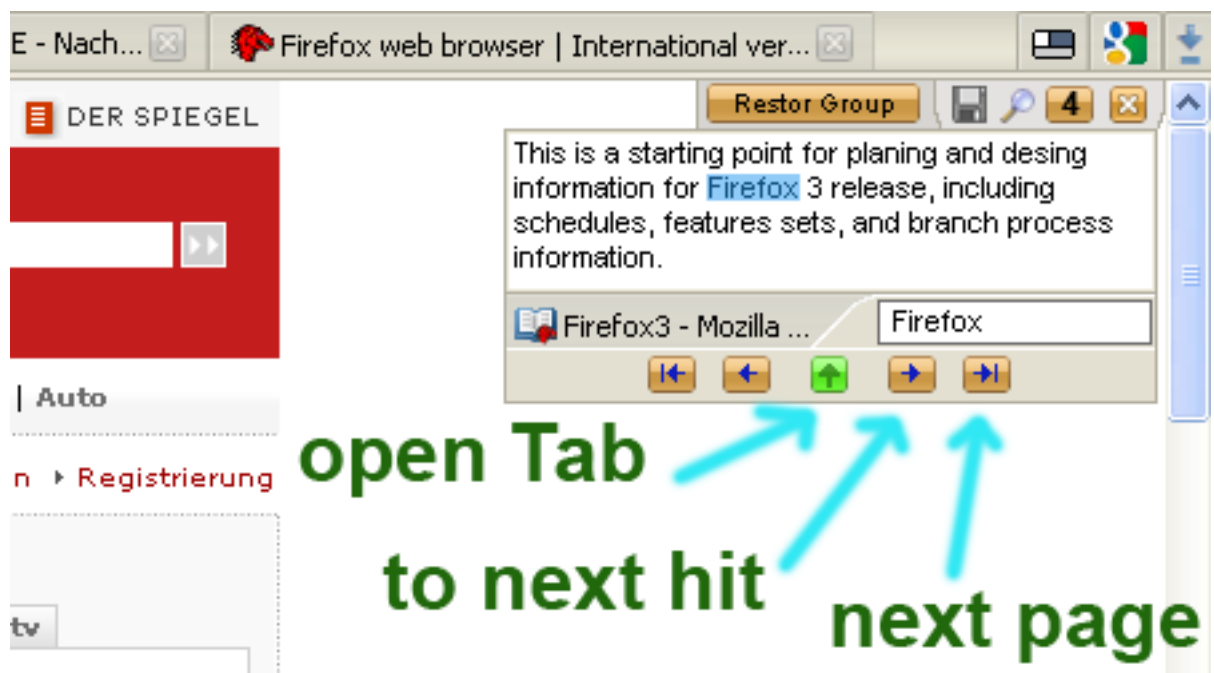 E - Nach...
Firefox web browser | International ver...
DER SPIEGEL
Restor Group
4
This is a starting point for planing and desing
information for Firefox 3 release, including
schedules, features sets, and branch process
information.
Firefox3 - Mozilla ...
Firefox
| Auto
open Tab
n
Registrierung
to next hit
next page
tv